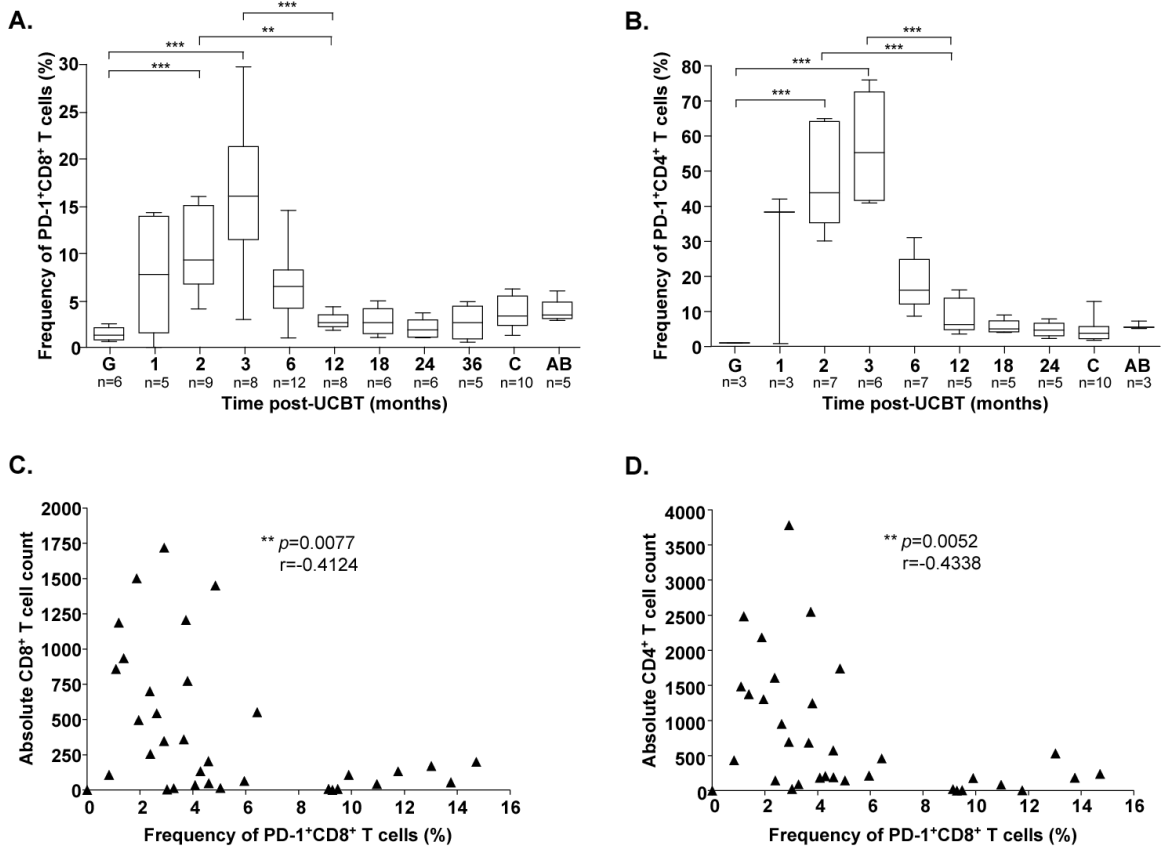 A.
***
***
**
***
***
Frequency of PD-1⁺CD8⁺ T cells (%)
30
25
20
15
10
5
0
G 1 2 3 6 12 18 24 36 C AB
n=6 n=5 n=9 n=8 n=12 n=8 n=6 n=6 n=5 n=10 n=5
Time post-UCBT (months)
B.
***
***
***
***
Frequency of PD-1⁺CD4⁺ T cells (%)
80
70
60
50
40
30
20
10
0
G 1 2 3 6 12 18 24 C AB
n=3 n=3 n=7 n=6 n=7 n=5 n=5 n=5 n=10 n=3
Time post-UCBT (months)
C.
Absolute CD8⁺ T cell count
2000
1750
1500
1250
1000
750
500
250
0
** p=0.0077
r=-0.4124
0 2 4 6 8 10 12 14 16
Frequency of PD-1⁺CD8⁺ T cells (%)
D.
Absolute CD4⁺ T cell count
4000
3500
3000
2500
2000
1500
1000
500
0
** p=0.0052
r=-0.4338
0 2 4 6 8 10 12 14 16
Frequency of PD-1⁺CD8⁺ T cells (%)